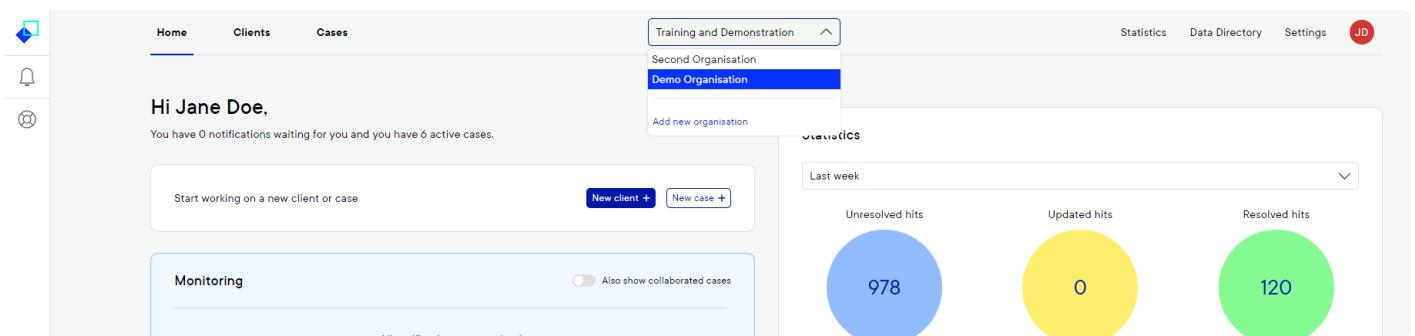 Home Clients Cases Training and Demonstration Statistics Data Directory Settings JD
Second Organisation
Demo Organisation
Add new organisation
Hi Jane Doe,
You have 0 notifications waiting for you and you have 6 active cases.
Start working on a new client or case New client + New case +
Monitoring Also show collaborated cases
Statistics
Last week
Unresolved hits Updated hits Resolved hits
978 0 120